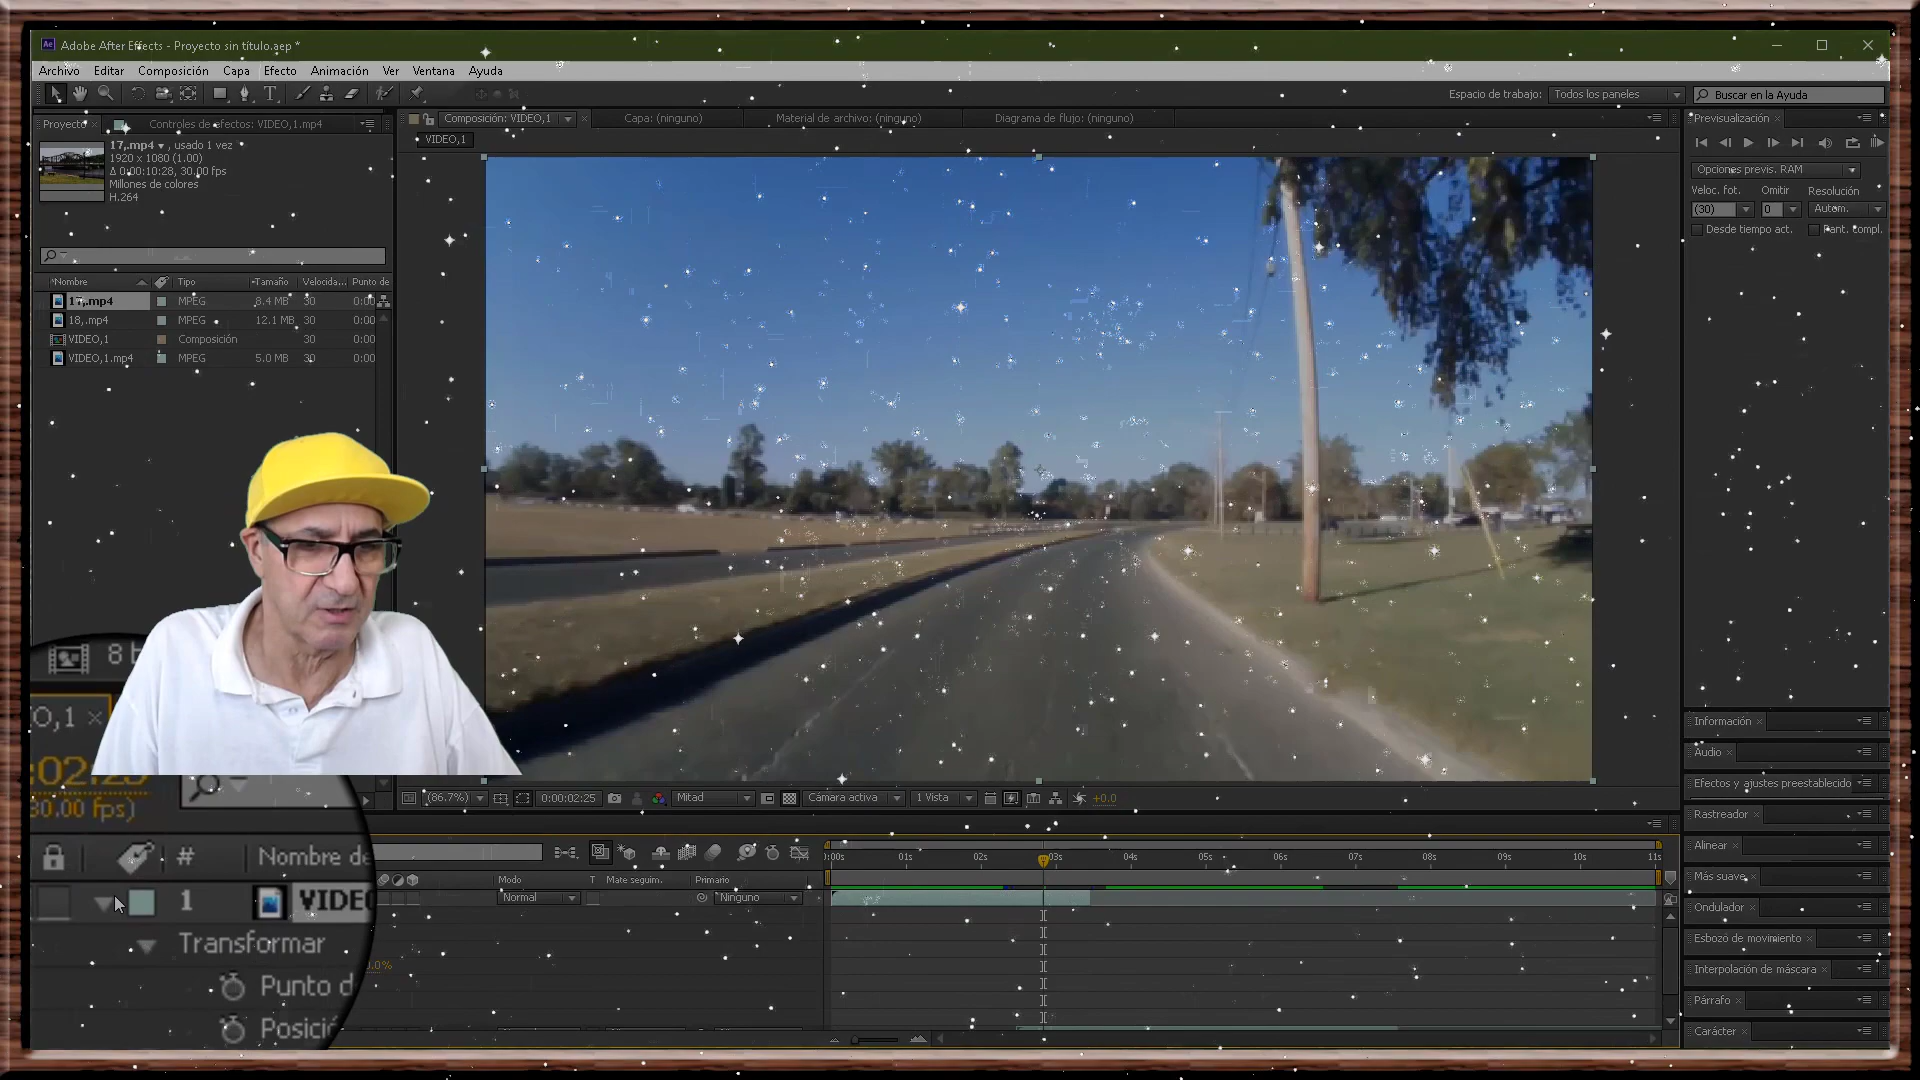 Adobe After Effects - Proyecto sin título.aep *
Archivo Editar Composición Capa Efecto Animación Ver Ventana Ayuda
Espacio de trabajo: Todos los paneles Buscar en la Ayuda
Proyecto Controles de efectos: VIDEO,1.mp4
Composición: VIDEO,1 Capa: (ninguno) Material de archivo: (ninguno) Diagrama de flujo: (ninguno)
Previsualización
VIDEO,1
17,.mp4 , usado 1 vez
1920 x 1080 (1.00)
Δ 0:00:10:28, 30.00 fps
Millones de colores
H.264
Opciones previs. RAM
Veloc. fot. Omitir Resolución
(30) 0 Autom.
Desde tiempo act. Pant. compl.
Nombre Tipo Tamaño Velocida... Punto de
17,.mp4 MPEG 8.4 MB 30 0:00
18,.mp4 MPEG 12.1 MB 30 0:00
VIDEO,1 Composición 30 0:00
VIDEO,1.mp4 MPEG 5.0 MB 30 0:00
Información
Audio
Efectos y ajustes preestablecido
Rastreador
Alinear
Más suave
Ondulador
Esbozo de movimiento
Interpolación de máscara
Párrafo
Carácter
(86.7%) 0:00:02:25 Mitad Cámara activa 1 Vista +0.0
O,1
:02:25
30.00 fps)
# Nombre de
1 VIDEO
Transformar
Punto d
Posició
Modo T Mate seguim. Primario
Normal Ninguno
0.0%
:00s 01s 02s 03s 04s 05s 06s 07s 08s 09s 10s 11s